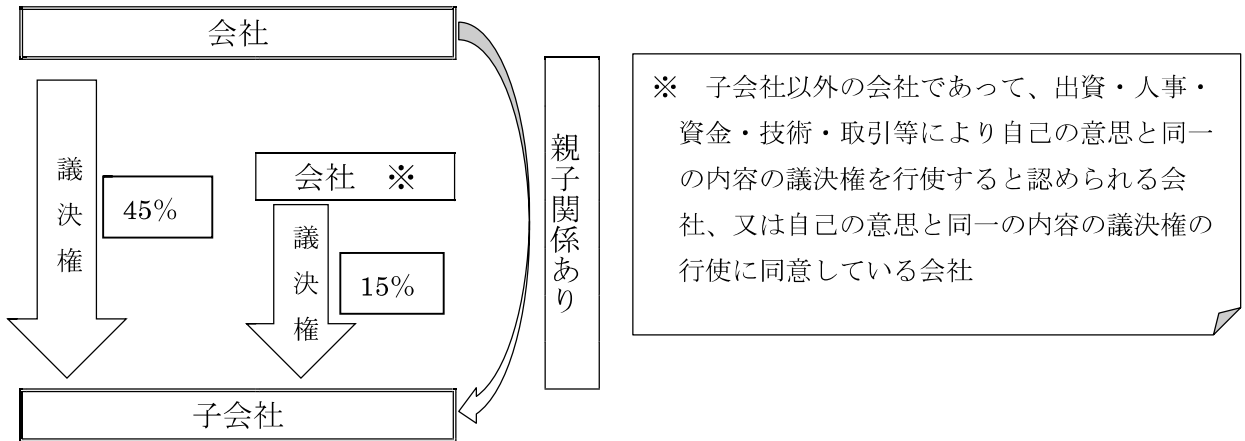 会社
議決権
45%
会社 ※
議決権
15%
親子関係あり
子会社
※ 子会社以外の会社であって、出資・人事・
資金・技術・取引等により自己の意思と同一
の内容の議決権を行使すると認められる会
社、又は自己の意思と同一の内容の議決権の
行使に同意している会社